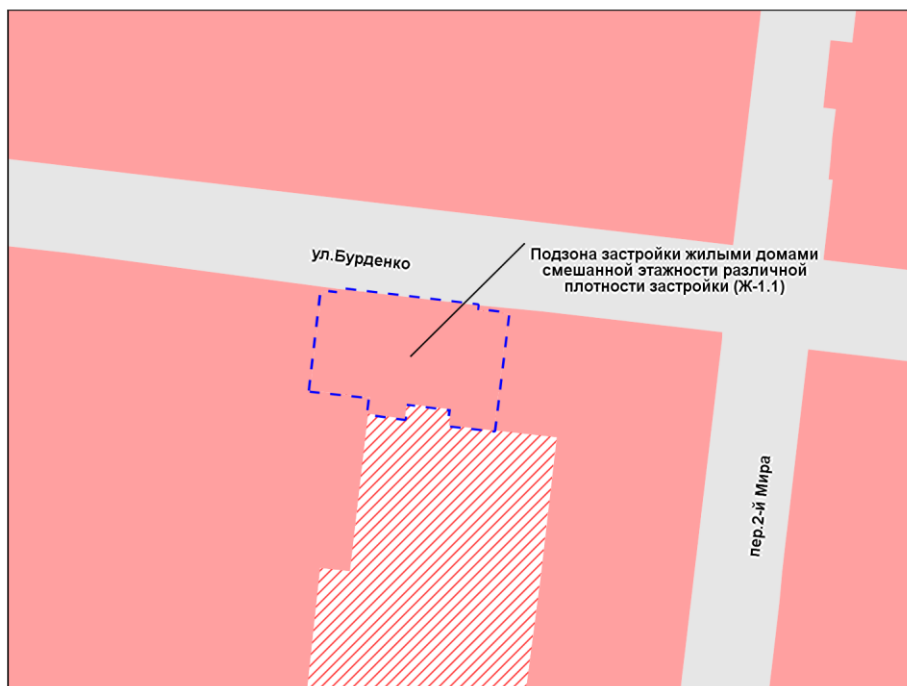 ул.Бурденко
Подзона застройки жилыми домами
смешанной этажности различной
плотности застройки (Ж-1.1)
пер.2-й Мира